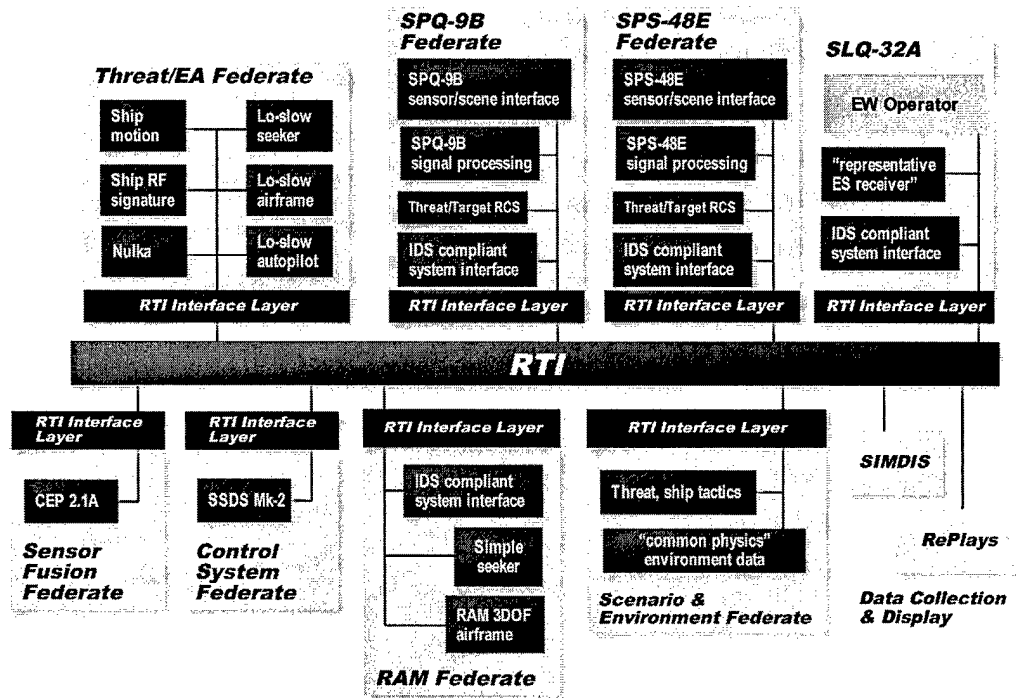 Threat/EA Federate
Ship
motion
Lo-slow
seeker
Ship RF
signature
Lo-slow
airframe
Nulka
Lo-slow
autopilot
RTI Interface Layer
SPQ-9B
Federate
SPQ-9B
sensor/scene interface
SPQ-9B
signal processing
Threat/Target RCS
IDS compliant
system interface
RTI Interface Layer
SPS-48E
Federate
SPS-48E
sensor/scene interface
SPS-48E
signal processing
Threat/Target RCS
IDS compliant
system interface
RTI Interface Layer
SLQ-32A
EW Operator
"representative
ES receiver"
IDS compliant
system interface
RTI Interface Layer
RTI
RTI Interface
Layer
CEP 2.1A
Sensor
Fusion
Federate
RTI Interface
Layer
SSDS Mk-2
Control
System
Federate
RTI Interface Layer
IDS compliant
system interface
Simple
seeker
RAM 3DOF
airframe
RAM Federate
RTI Interface Layer
Threat, ship tactics
"common physics"
environment data
Scenario &
Environment Federate
SIMDIS
RePlays
Data Collection
& Display